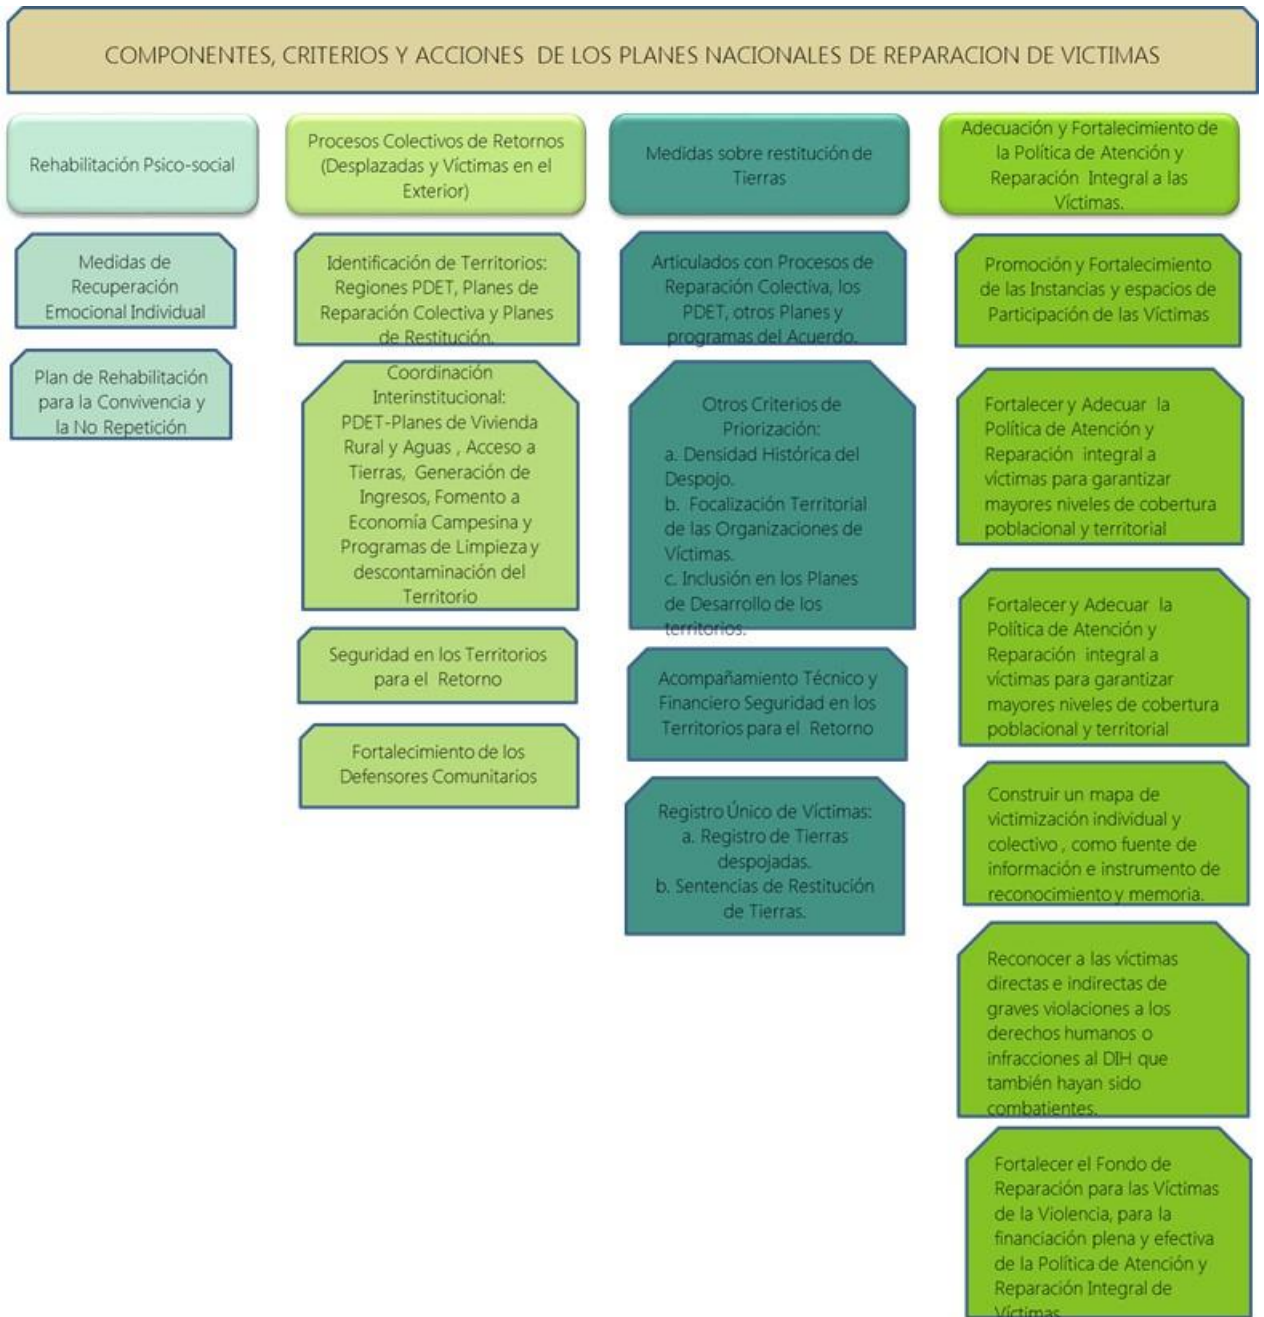 COMPONENTES, CRITERIOS Y ACCIONES DE LOS PLANES NACIONALES DE REPARACION DE VICTIMAS
Rehabilitación Psico-social
Medidas de
Recuperación
Emocional Individual
Plan de Rehabilitación
para la Convivencia y
la No Repetición
Procesos Colectivos de Retornos
(Desplazadas y Víctimas en el
Exterior)
Identificación de Territorios:
Regiones PDET, Planes de
Reparación Colectiva y Planes
de Restitución.
Coordinación
Interinstitucional:
PDET-Planes de Vivienda
Rural y Aguas , Acceso a
Tierras, Generación de
Ingresos, Fomento a
Economía Campesina y
Programas de Limpieza y
descontaminación del
Territorio
Seguridad en los Territorios
para el Retorno
Fortalecimiento de los
Defensores Comunitarios
Medidas sobre restitución de
Tierras
Articulados con Procesos de
Reparación Colectiva, los
PDET, otros Planes y
programas del Acuerdo.
Otros Criterios de
Priorización:
a. Densidad Histórica del
Despojo.
b. Focalización Territorial
de las Organizaciones de
Víctimas.
c. Inclusión en los Planes
de Desarrollo de los
territorios.
Acompañamiento Técnico y
Financiero Seguridad en los
Territorios para el Retorno
Registro Único de Víctimas:
a. Registro de Tierras
despojadas.
b. Sentencias de Restitución
de Tierras.
Adecuación y Fortalecimiento de
la Política de Atención y
Reparación Integral a las
Víctimas.
Promoción y Fortalecimiento
de las Instancias y espacios de
Participación de las Víctimas
Fortalecer y Adecuar la
Política de Atención y
Reparación integral a
víctimas para garantizar
mayores niveles de cobertura
poblacional y territorial
Fortalecer y Adecuar la
Política de Atención y
Reparación integral a
víctimas para garantizar
mayores niveles de cobertura
poblacional y territorial
Construir un mapa de
victimización individual y
colectivo , como fuente de
información e instrumento de
reconocimiento y memoria.
Reconocer a las víctimas
directas e indirectas de
graves violaciones a los
derechos humanos o
infracciones al DIH que
también hayan sido
combatientes.
Fortalecer el Fondo de
Reparación para las Víctimas
de la Violencia, para la
financiación plena y efectiva
de la Política de Atención y
Reparación Integral de
Víctimas